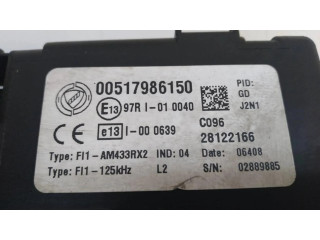 FIAT
00517986150
PID:
GD
J2N1
E13 97R I-01 0040
C096
CE e13 I-00 0639
28122166
Type: FI1-AM433RX2 IND: 04 Date: 06408
Type: FI1-125kHz L2 S/N: 02889885